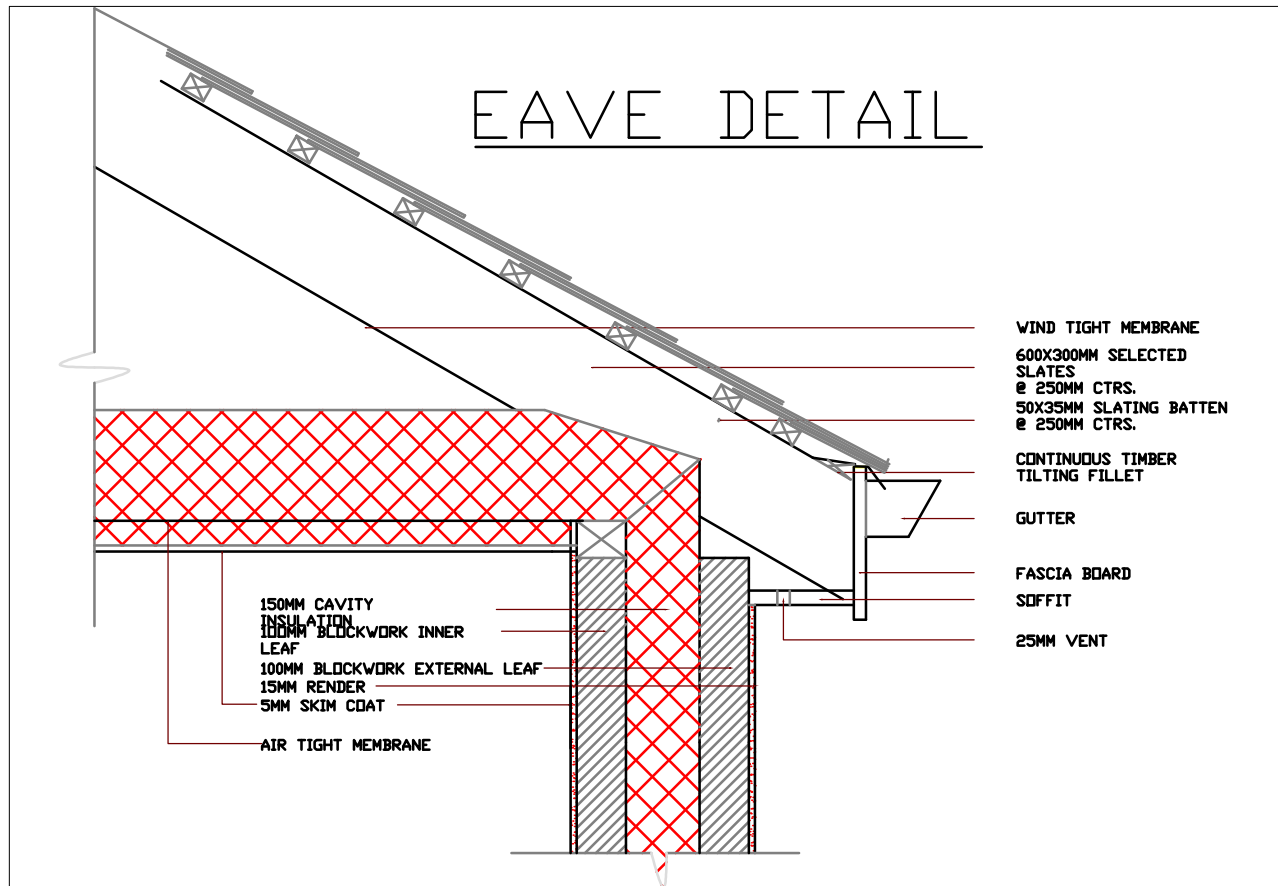 EAVE DETAIL
WIND TIGHT MEMBRANE
600X300MM SELECTED
SLATES
@ 250MM CTRS.
50X35MM SLATING BATTEN
@ 250MM CTRS.
CONTINUOUS TIMBER
TILTING FILLET
GUTTER
FASCIA BOARD
SOFFIT
25MM VENT
150MM CAVITY
INSULATION
100MM BLOCKWORK INNER
LEAF
100MM BLOCKWORK EXTERNAL LEAF
15MM RENDER
5MM SKIM COAT
AIR TIGHT MEMBRANE